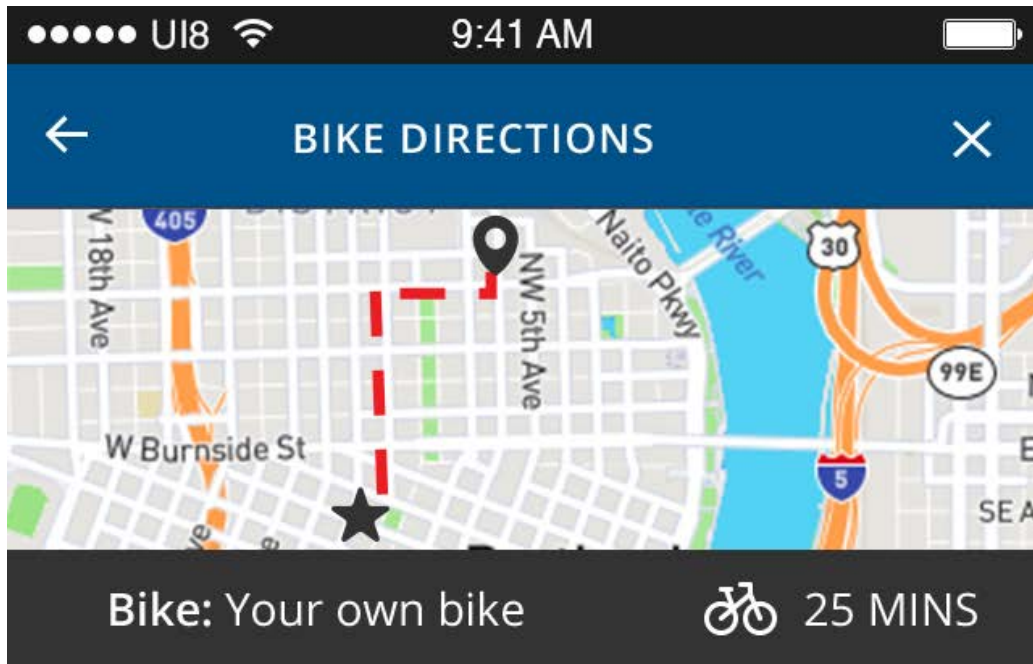 UI8 9:41 AM
BIKE DIRECTIONS
405
W 18th Ave
Naito Pkwy
River
30
NW 5th Ave
99E
W Burnside St
5
SE A
Bike: Your own bike 25 MINS